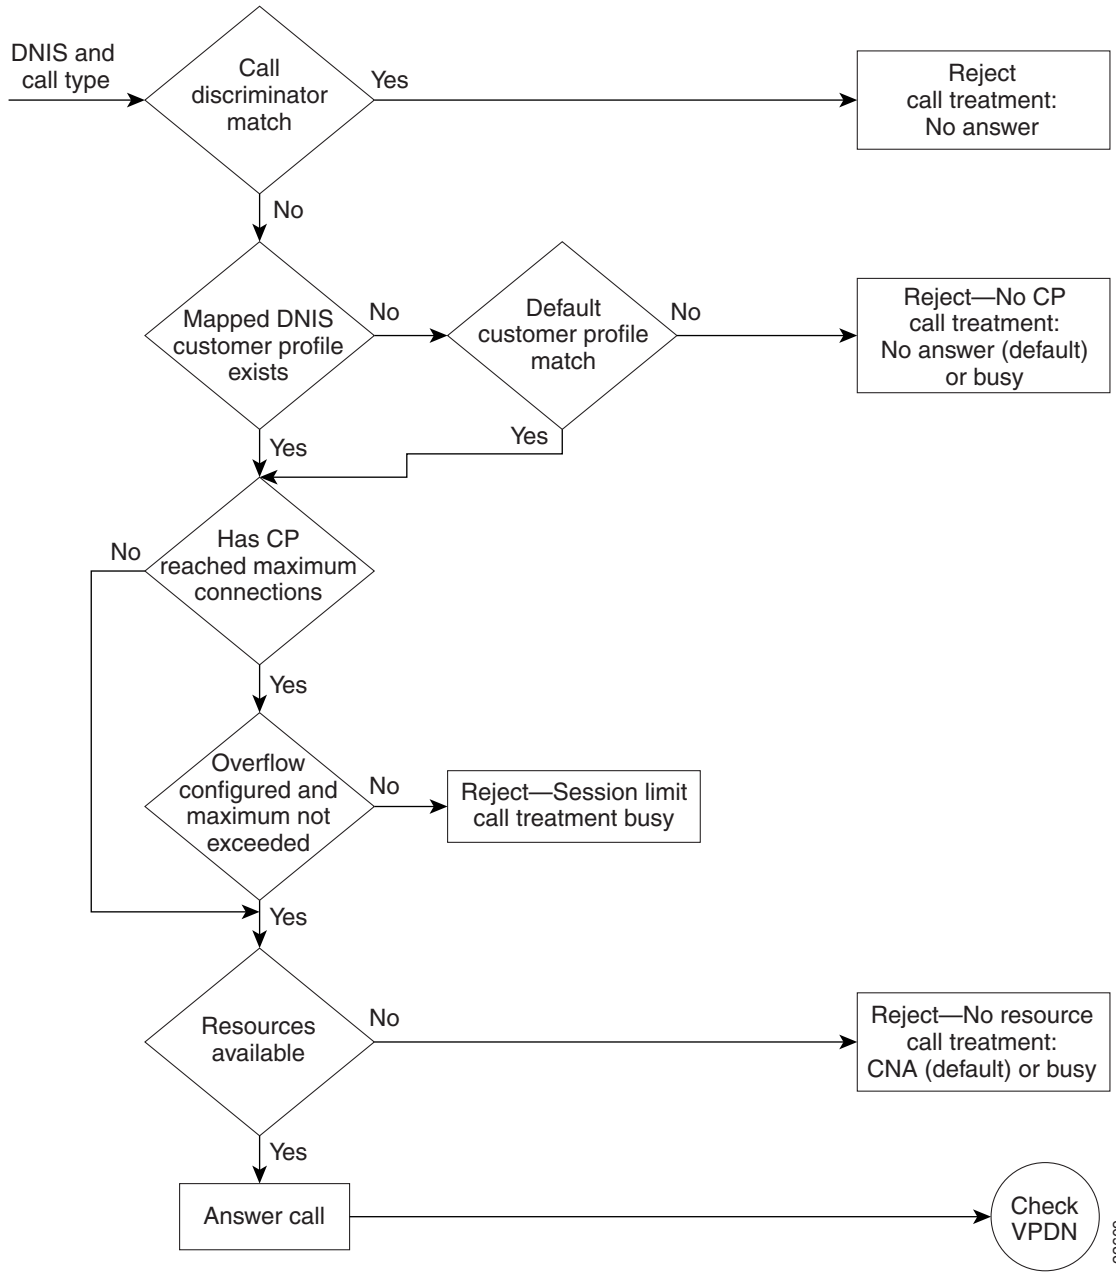 DNIS and
call type
Call
discriminator
match
Yes
Reject
call treatment:
No answer
No
Mapped DNIS
customer profile
exists
No
Default
customer profile
match
No
Reject—No CP
call treatment:
No answer (default)
or busy
Yes
Yes
Has CP
reached maximum
connections
No
Yes
Overflow
configured and
maximum not
exceeded
No
Reject—Session limit
call treatment busy
Yes
Resources
available
No
Reject—No resource
call treatment:
CNA (default) or busy
Yes
Answer call
Check
VPDN